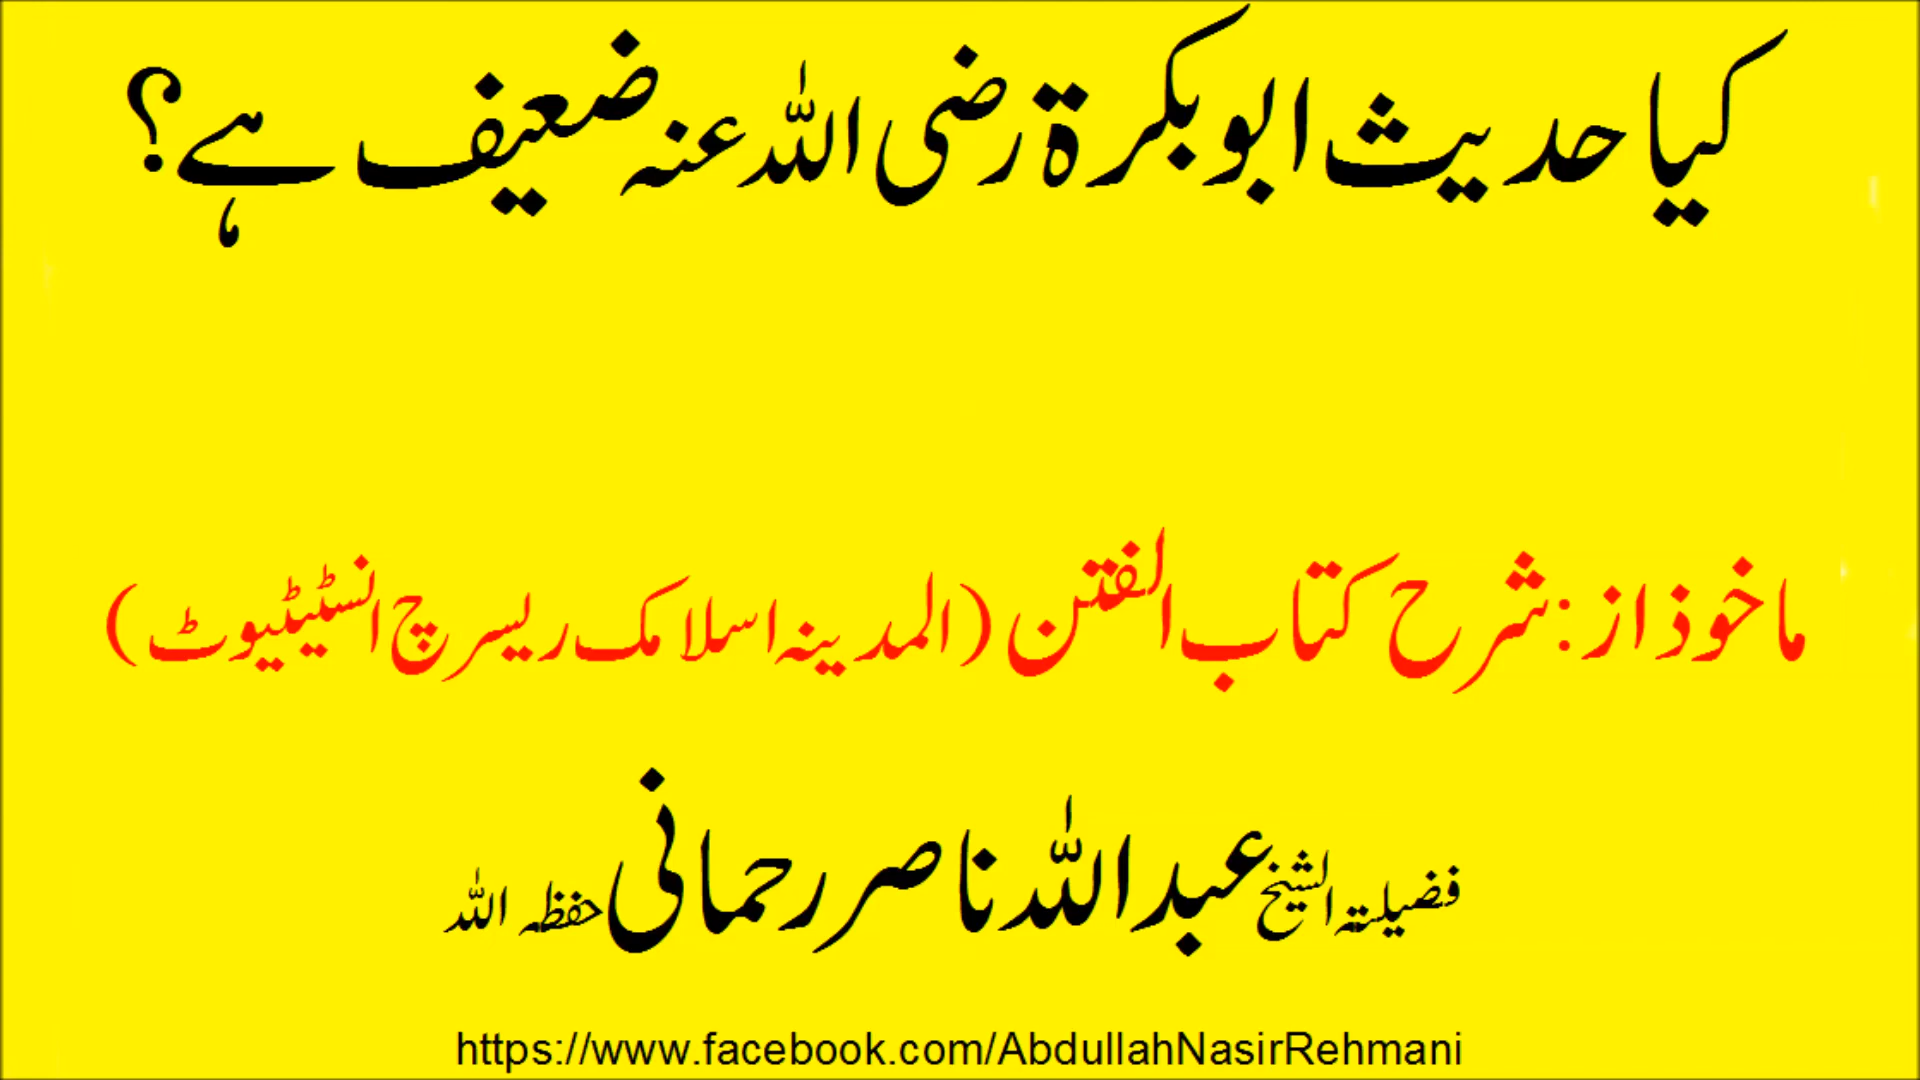 کیا حدیث ابوبکرۃ رضی اللہ عنہ ضعیف ہے؟
ماخوذ از: شرح کتاب الفتن (المدینہ اسلامک ریسرچ انسٹیٹیوٹ)
فضیلتہ الشیخ عبداللہ ناصر رحمانی حفظہ اللہ
https://www.facebook.com/AbdullahNasirRehmani